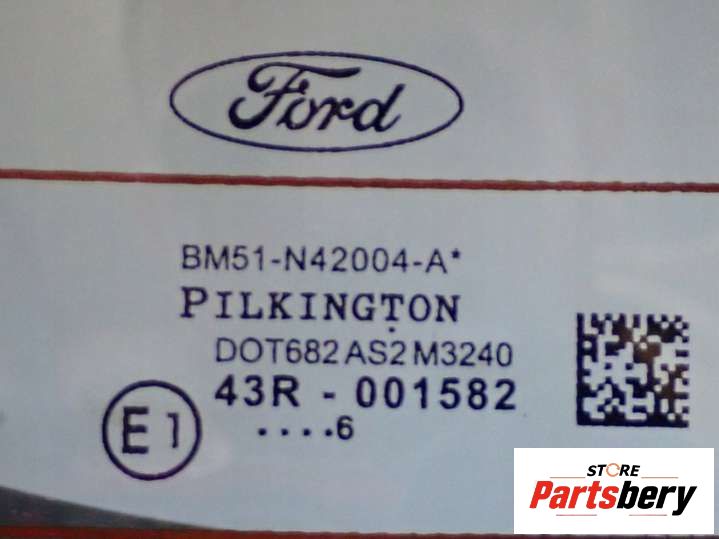 Ford
BM51-N42004-A*
PILKINGTON
DOT682 AS2 M3240
43R - 001582
E1
....6
STORE
Partsbery